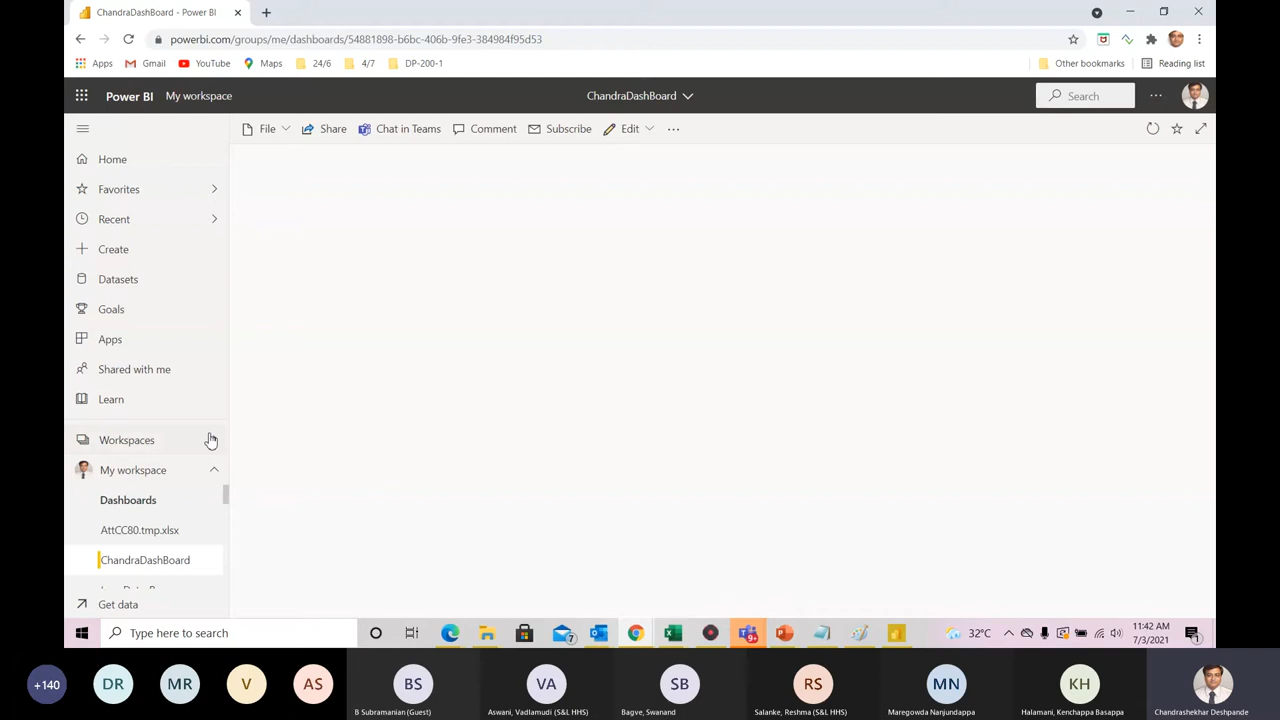 ChandraDashBoard - Power BI
powerbi.com/groups/me/dashboards/54881898-b6bc-406b-9fe3-384984f95d53
Apps Gmail YouTube Maps 24/6 4/7 DP-200-1 Other bookmarks Reading list
Power BI My workspace ChandraDashBoard Search
File Share Chat in Teams Comment Subscribe Edit
Home
Favorites
Recent
Create
Datasets
Goals
Apps
Shared with me
Learn
Workspaces
My workspace
Dashboards
AttCC80.tmp.xlsx
ChandraDashBoard
Get data
Type here to search 7 9+ 32°C 11:42 AM
7/3/2021 1
+140 DR MR V AS BS VA SB RS MN KH
B Subramanian (Guest) Aswani, Vadlamudi (S&L HHS) Bagve, Swanand Salanke, Reshma (S&L HHS) Maregowda Nanjundappa Halamani, Kenchappa Basappa Chandrashekhar Deshpande